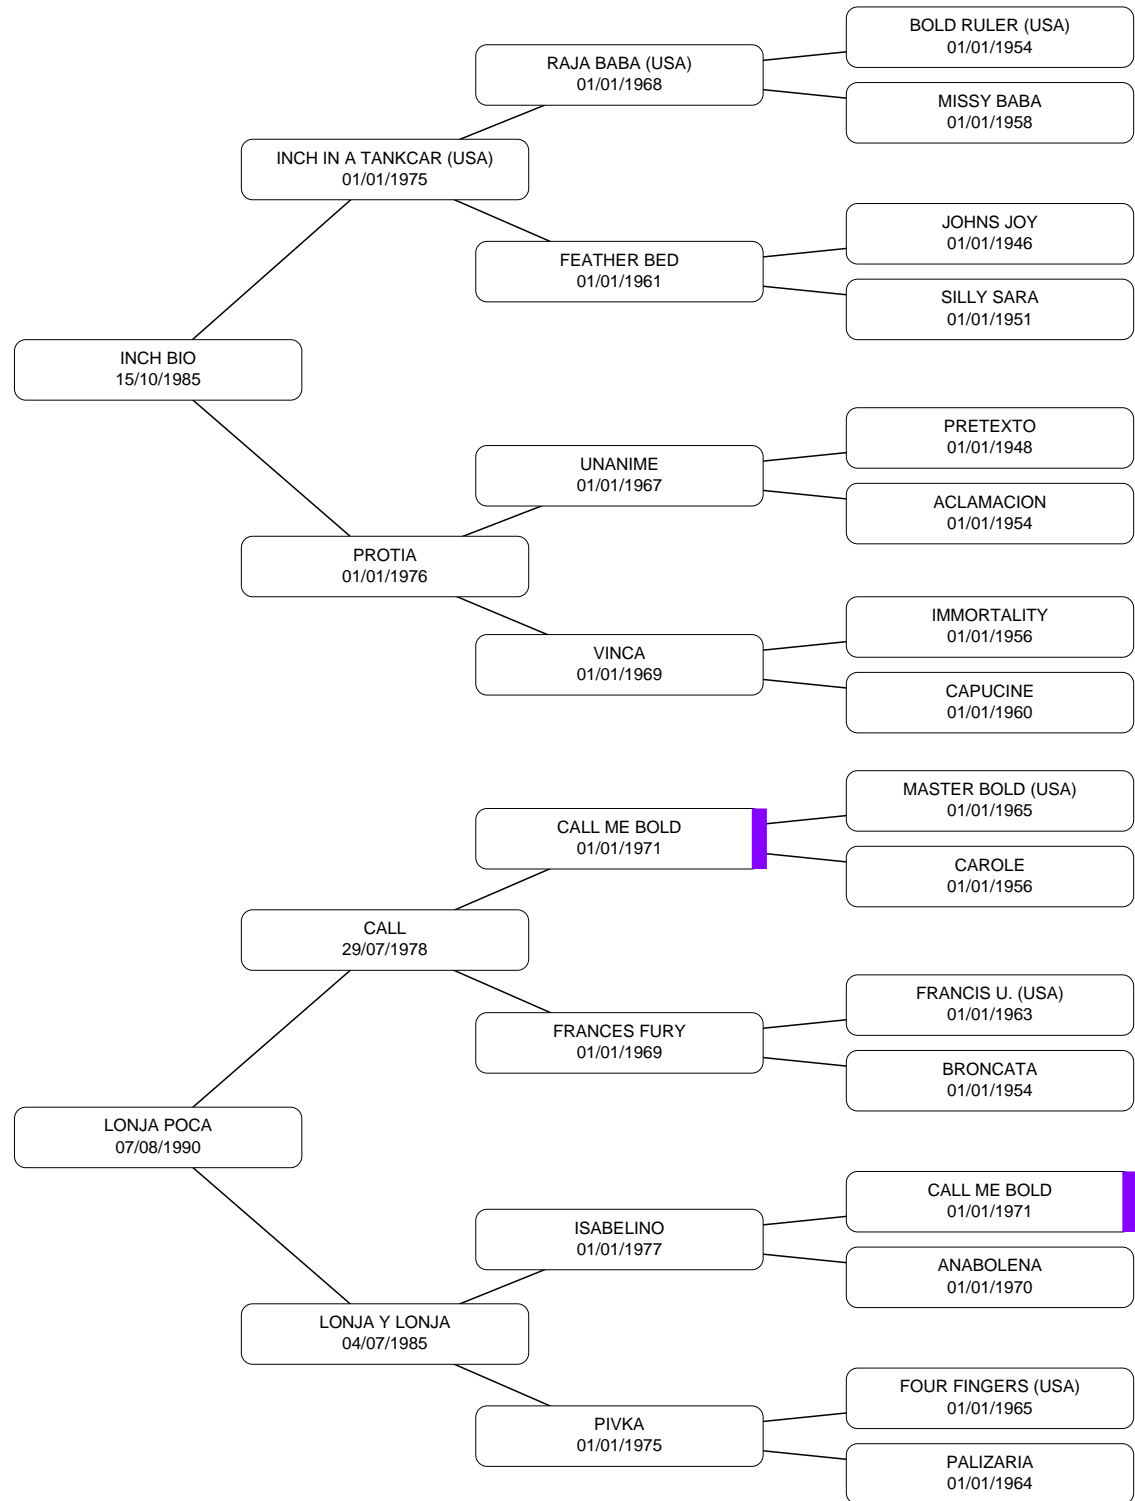 BOLD RULER (USA)
01/01/1954
RAJA BABA (USA)
01/01/1968
MISSY BABA
01/01/1958
INCH IN A TANKCAR (USA)
01/01/1975
JOHNS JOY
01/01/1946
FEATHER BED
01/01/1961
SILLY SARA
01/01/1951
INCH BIO
15/10/1985
PRETEXTO
01/01/1948
UNANIME
01/01/1967
ACLAMACION
01/01/1954
PROTIA
01/01/1976
IMMORTALITY
01/01/1956
VINCA
01/01/1969
CAPUCINE
01/01/1960
MASTER BOLD (USA)
01/01/1965
CALL ME BOLD
01/01/1971
CAROLE
01/01/1956
CALL
29/07/1978
FRANCIS U. (USA)
01/01/1963
FRANCES FURY
01/01/1969
BRONCATA
01/01/1954
LONJA POCA
07/08/1990
CALL ME BOLD
01/01/1971
ISABELINO
01/01/1977
ANABOLENA
01/01/1970
LONJA Y LONJA
04/07/1985
FOUR FINGERS (USA)
01/01/1965
PIVKA
01/01/1975
PALIZARIA
01/01/1964